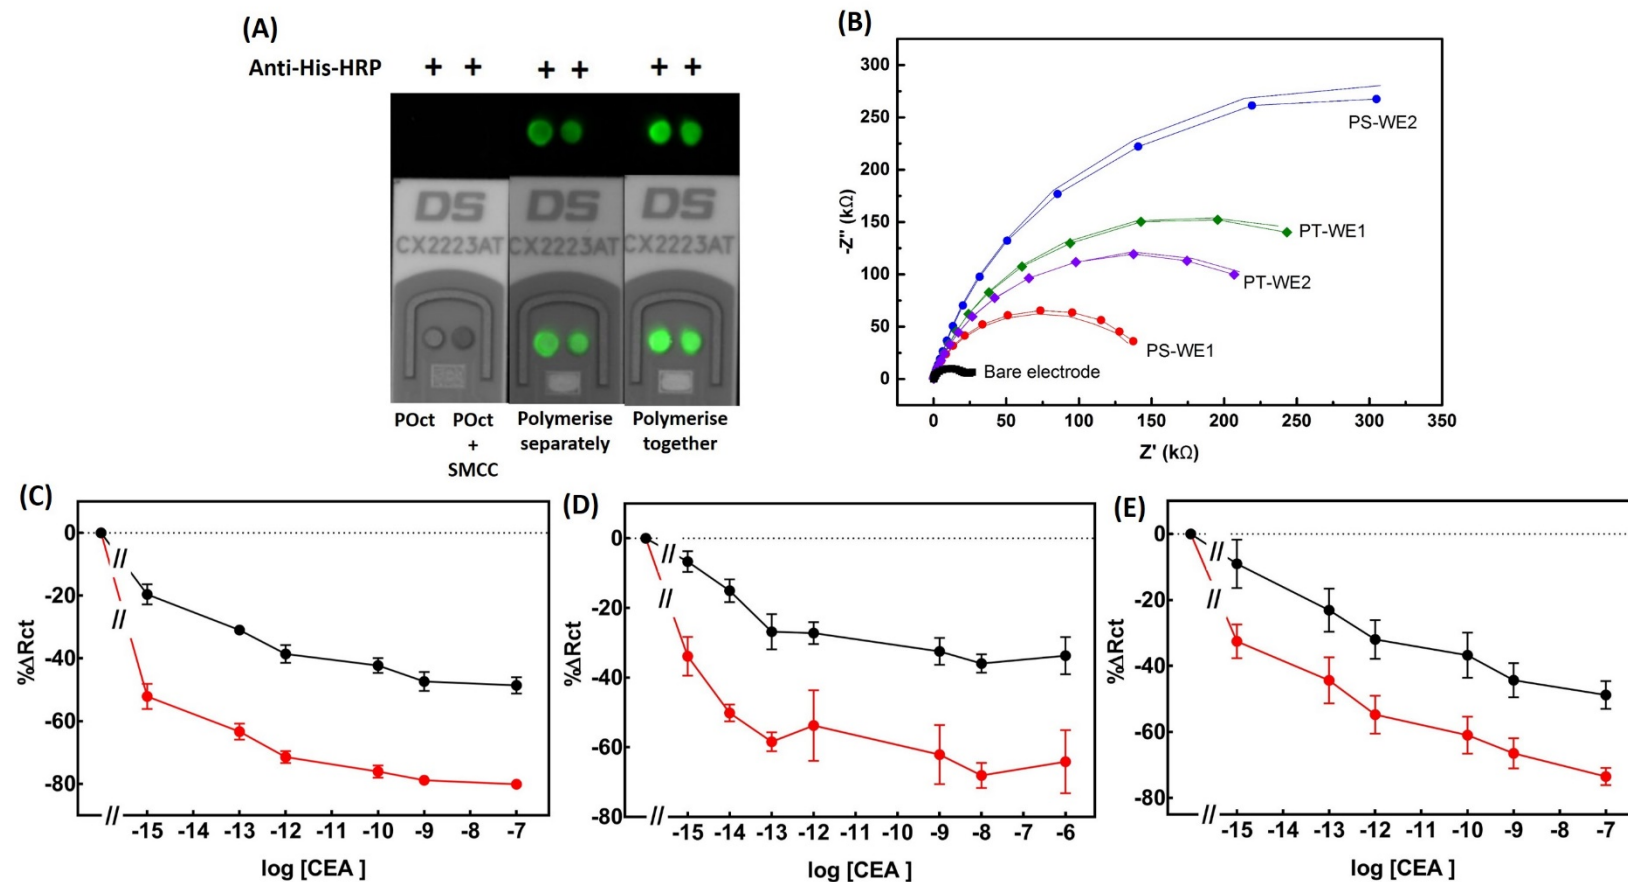 (A)
Anti-His-HRP + + + + + +
DS DS DS
CX2223AT CX2223AT CX2223AT
POct POct + SMCC
Polymerise separately
Polymerise together
(B)
-Z'' (kΩ)
300
250
200
150
100
50
0
PS-WE2
PT-WE1
PT-WE2
PS-WE1
Bare electrode
0 50 100 150 200 250 300 350
Z' (kΩ)
(C)
%ΔRct
0
-20
-40
-60
-80
//
//
//
-15 -14 -13 -12 -11 -10 -9 -8 -7
log [CEA ]
(D)
%ΔRct
0
-20
-40
-60
-80
//
//
//
-15 -14 -13 -12 -11 -10 -9 -8 -7 -6
log [CEA ]
(E)
%ΔRct
0
-20
-40
-60
-80
//
//
//
-15 -14 -13 -12 -11 -10 -9 -8 -7
log [CEA ]